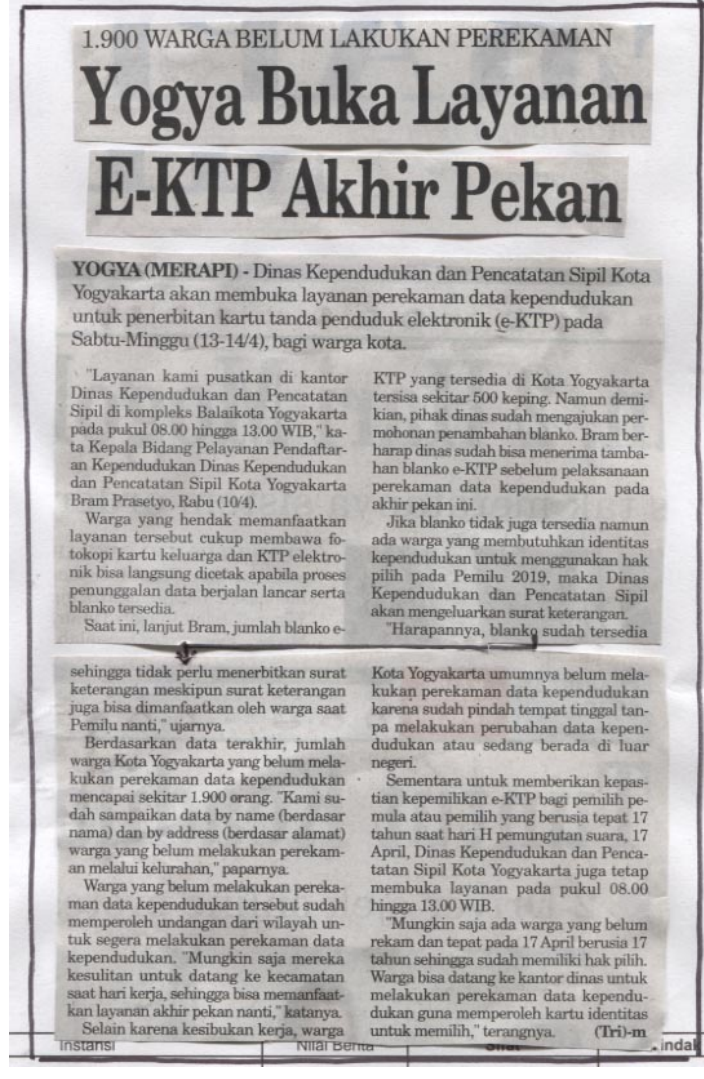 1.900 WARGA BELUM LAKUKAN PEREKAMAN
Yogya Buka Layanan
E-KTP Akhir Pekan
YOGYA (MERAPI) - Dinas Kependudukan dan Pencatatan Sipil Kota
Yogyakarta akan membuka layanan perekaman data kependudukan
untuk penerbitan kartu tanda penduduk elektronik (e-KTP) pada
Sabtu-Minggu (13-14/4), bagi warga kota.
"Layanan kami pusatkan di kantor
Dinas Kependudukan dan Pencatatan
Sipil di kompleks Balaikota Yogyakarta
pada pukul 08.00 hingga 13.00 WIB," ka-
ta Kepala Bidang Pelayanan Pendaftar-
an Kependudukan Dinas Kependudukan
dan Pencatatan Sipil Kota Yogyakarta
Bram Prasetyo, Rabu (10/4).
Warga yang hendak memanfaatkan
layanan tersebut cukup membawa fo-
tokopi kartu keluarga dan KTP elektro-
nik bisa langsung dicetak apabila proses
penunggalan data berjalan lancar serta
blanko tersedia.
Saat ini, lanjut Bram, jumlah blanko e-
KTP yang tersedia di Kota Yogyakarta
tersisa sekitar 500 keping. Namun demi-
kian, pihak dinas sudah mengajukan per-
mohonan penambahan blanko. Bram ber-
harap dinas sudah bisa menerima tamba-
han blanko e-KTP sebelum pelaksanaan
perekaman data kependudukan pada
akhir pekan ini.
Jika blanko tidak juga tersedia namun
ada warga yang membutuhkan identitas
kependudukan untuk menggunakan hak
pilih pada Pemilu 2019, maka Dinas
Kependudukan dan Pencatatan Sipil
akan mengeluarkan surat keterangan.
"Harapannya, blanko sudah tersedia
sehingga tidak perlu menerbitkan surat
keterangan meskipun surat keterangan
juga bisa dimanfaatkan oleh warga saat
Pemilu nanti," ujarnya.
Berdasarkan data terakhir, jumlah
warga Kota Yogyakarta yang belum mela-
kukan perekaman data kependudukan
mencapai sekitar 1.900 orang. "Kami su-
dah sampaikan data by name (berdasar
nama) dan by address (berdasar alamat)
warga yang belum melakukan perekam-
an melalui kelurahan," paparnya.
Warga yang belum melakukan pereka-
man data kependudukan tersebut sudah
memperoleh undangan dari wilayah un-
tuk segera melakukan perekaman data
kependudukan. "Mungkin saja mereka
kesulitan untuk datang ke kecamatan
saat hari kerja, sehingga bisa memanfaat-
kan layanan akhir pekan nanti," katanya.
Selain karena kesibukan kerja, warga
Kota Yogyakarta umumnya belum mela-
kukan perekaman data kependudukan
karena sudah pindah tempat tinggal tan-
pa melakukan perubahan data kepen-
dudukan atau sedang berada di luar
negeri.
Sementara untuk memberikan kepas-
tian kepemilikan e-KTP bagi pemilih pe-
mula atau pemilih yang berusia tepat 17
tahun saat hari H pemungutan suara, 17
April, Dinas Kependudukan dan Penca-
tatan Sipil Kota Yogyakarta juga tetap
membuka layanan pada pukul 08.00
hingga 13.00 WIB.
"Mungkin saja ada warga yang belum
rekam dan tepat pada 17 April berusia 17
tahun sehingga sudah memiliki hak pilih.
Warga bisa datang ke kantor dinas untuk
melakukan perekaman data kependu-
dukan guna memperoleh kartu identitas
untuk memilih," terangnya. (Tri)-m
Instansi Nilai Berita